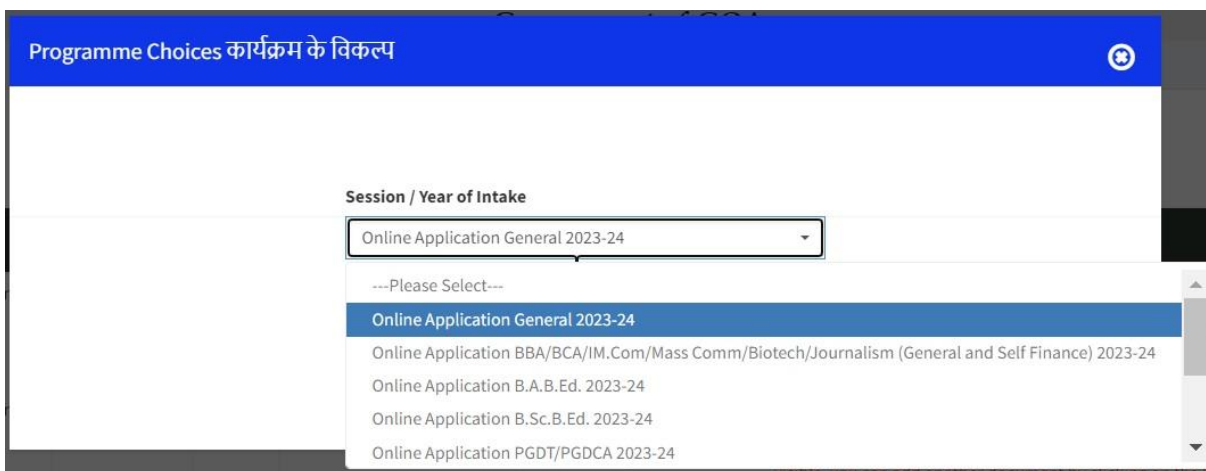 Programme Choices कार्यक्रम के विकल्प
Session / Year of Intake
Online Application General 2023-24
---Please Select---
Online Application General 2023-24
Online Application BBA/BCA/IM.Com/Mass Comm/Biotech/Journalism (General and Self Finance) 2023-24
Online Application B.A.B.Ed. 2023-24
Online Application B.Sc.B.Ed. 2023-24
Online Application PGDT/PGDCA 2023-24